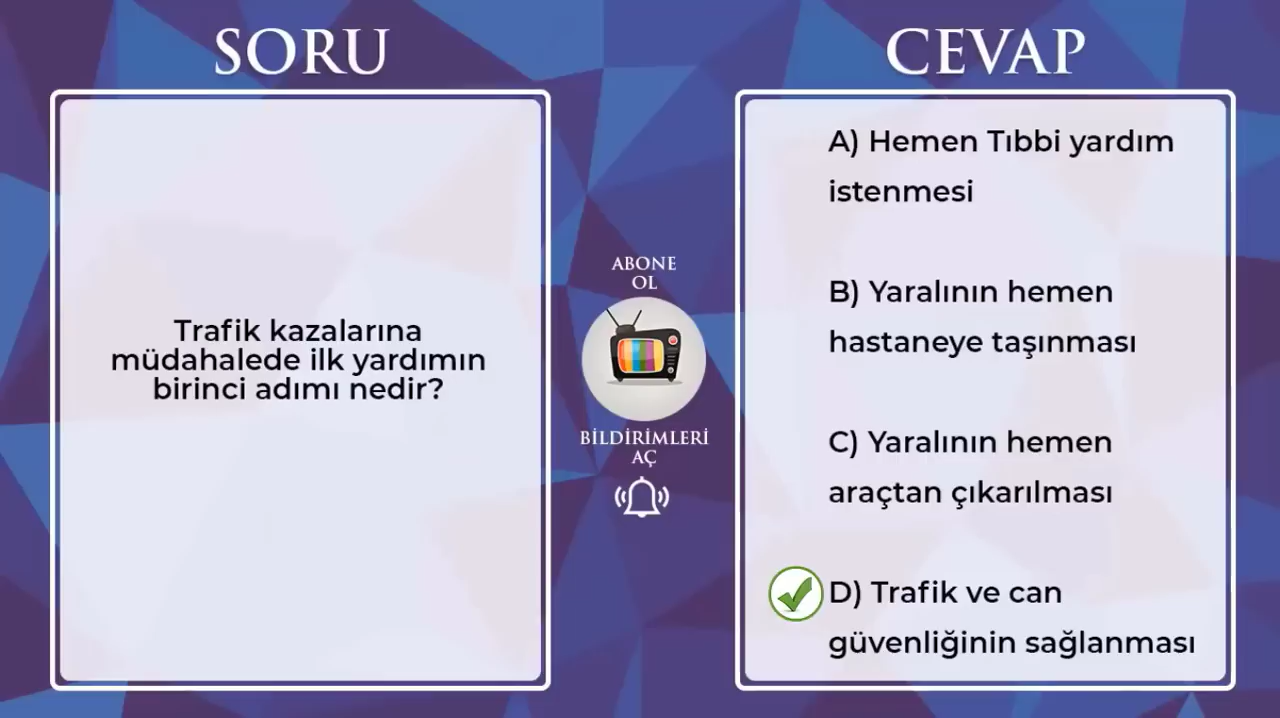 SORU
Trafik kazalarına
müdahalede ilk yardımın
birinci adımı nedir?
ABONE
OL
BİLDİRİMLERİ
AÇ
CEVAP
A) Hemen Tıbbi yardım
istenmesi
B) Yaralının hemen
hastaneye taşınması
C) Yaralının hemen
araçtan çıkarılması
D) Trafik ve can
güvenliğinin sağlanması